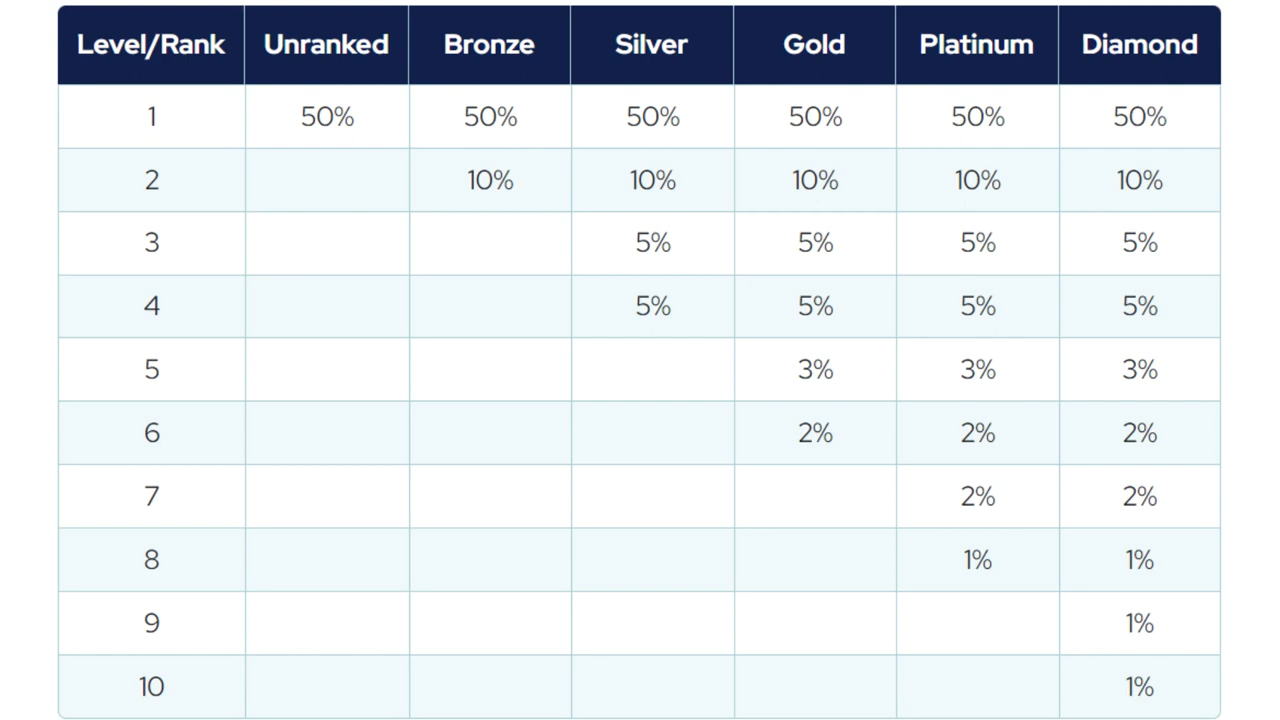 Level/Rank Unranked Bronze Silver Gold Platinum Diamond
1 50% 50% 50% 50% 50% 50%
2 10% 10% 10% 10% 10%
3 5% 5% 5% 5%
4 5% 5% 5% 5%
5 3% 3% 3%
6 2% 2% 2%
7 2% 2%
8 1% 1%
9 1%
10 1%